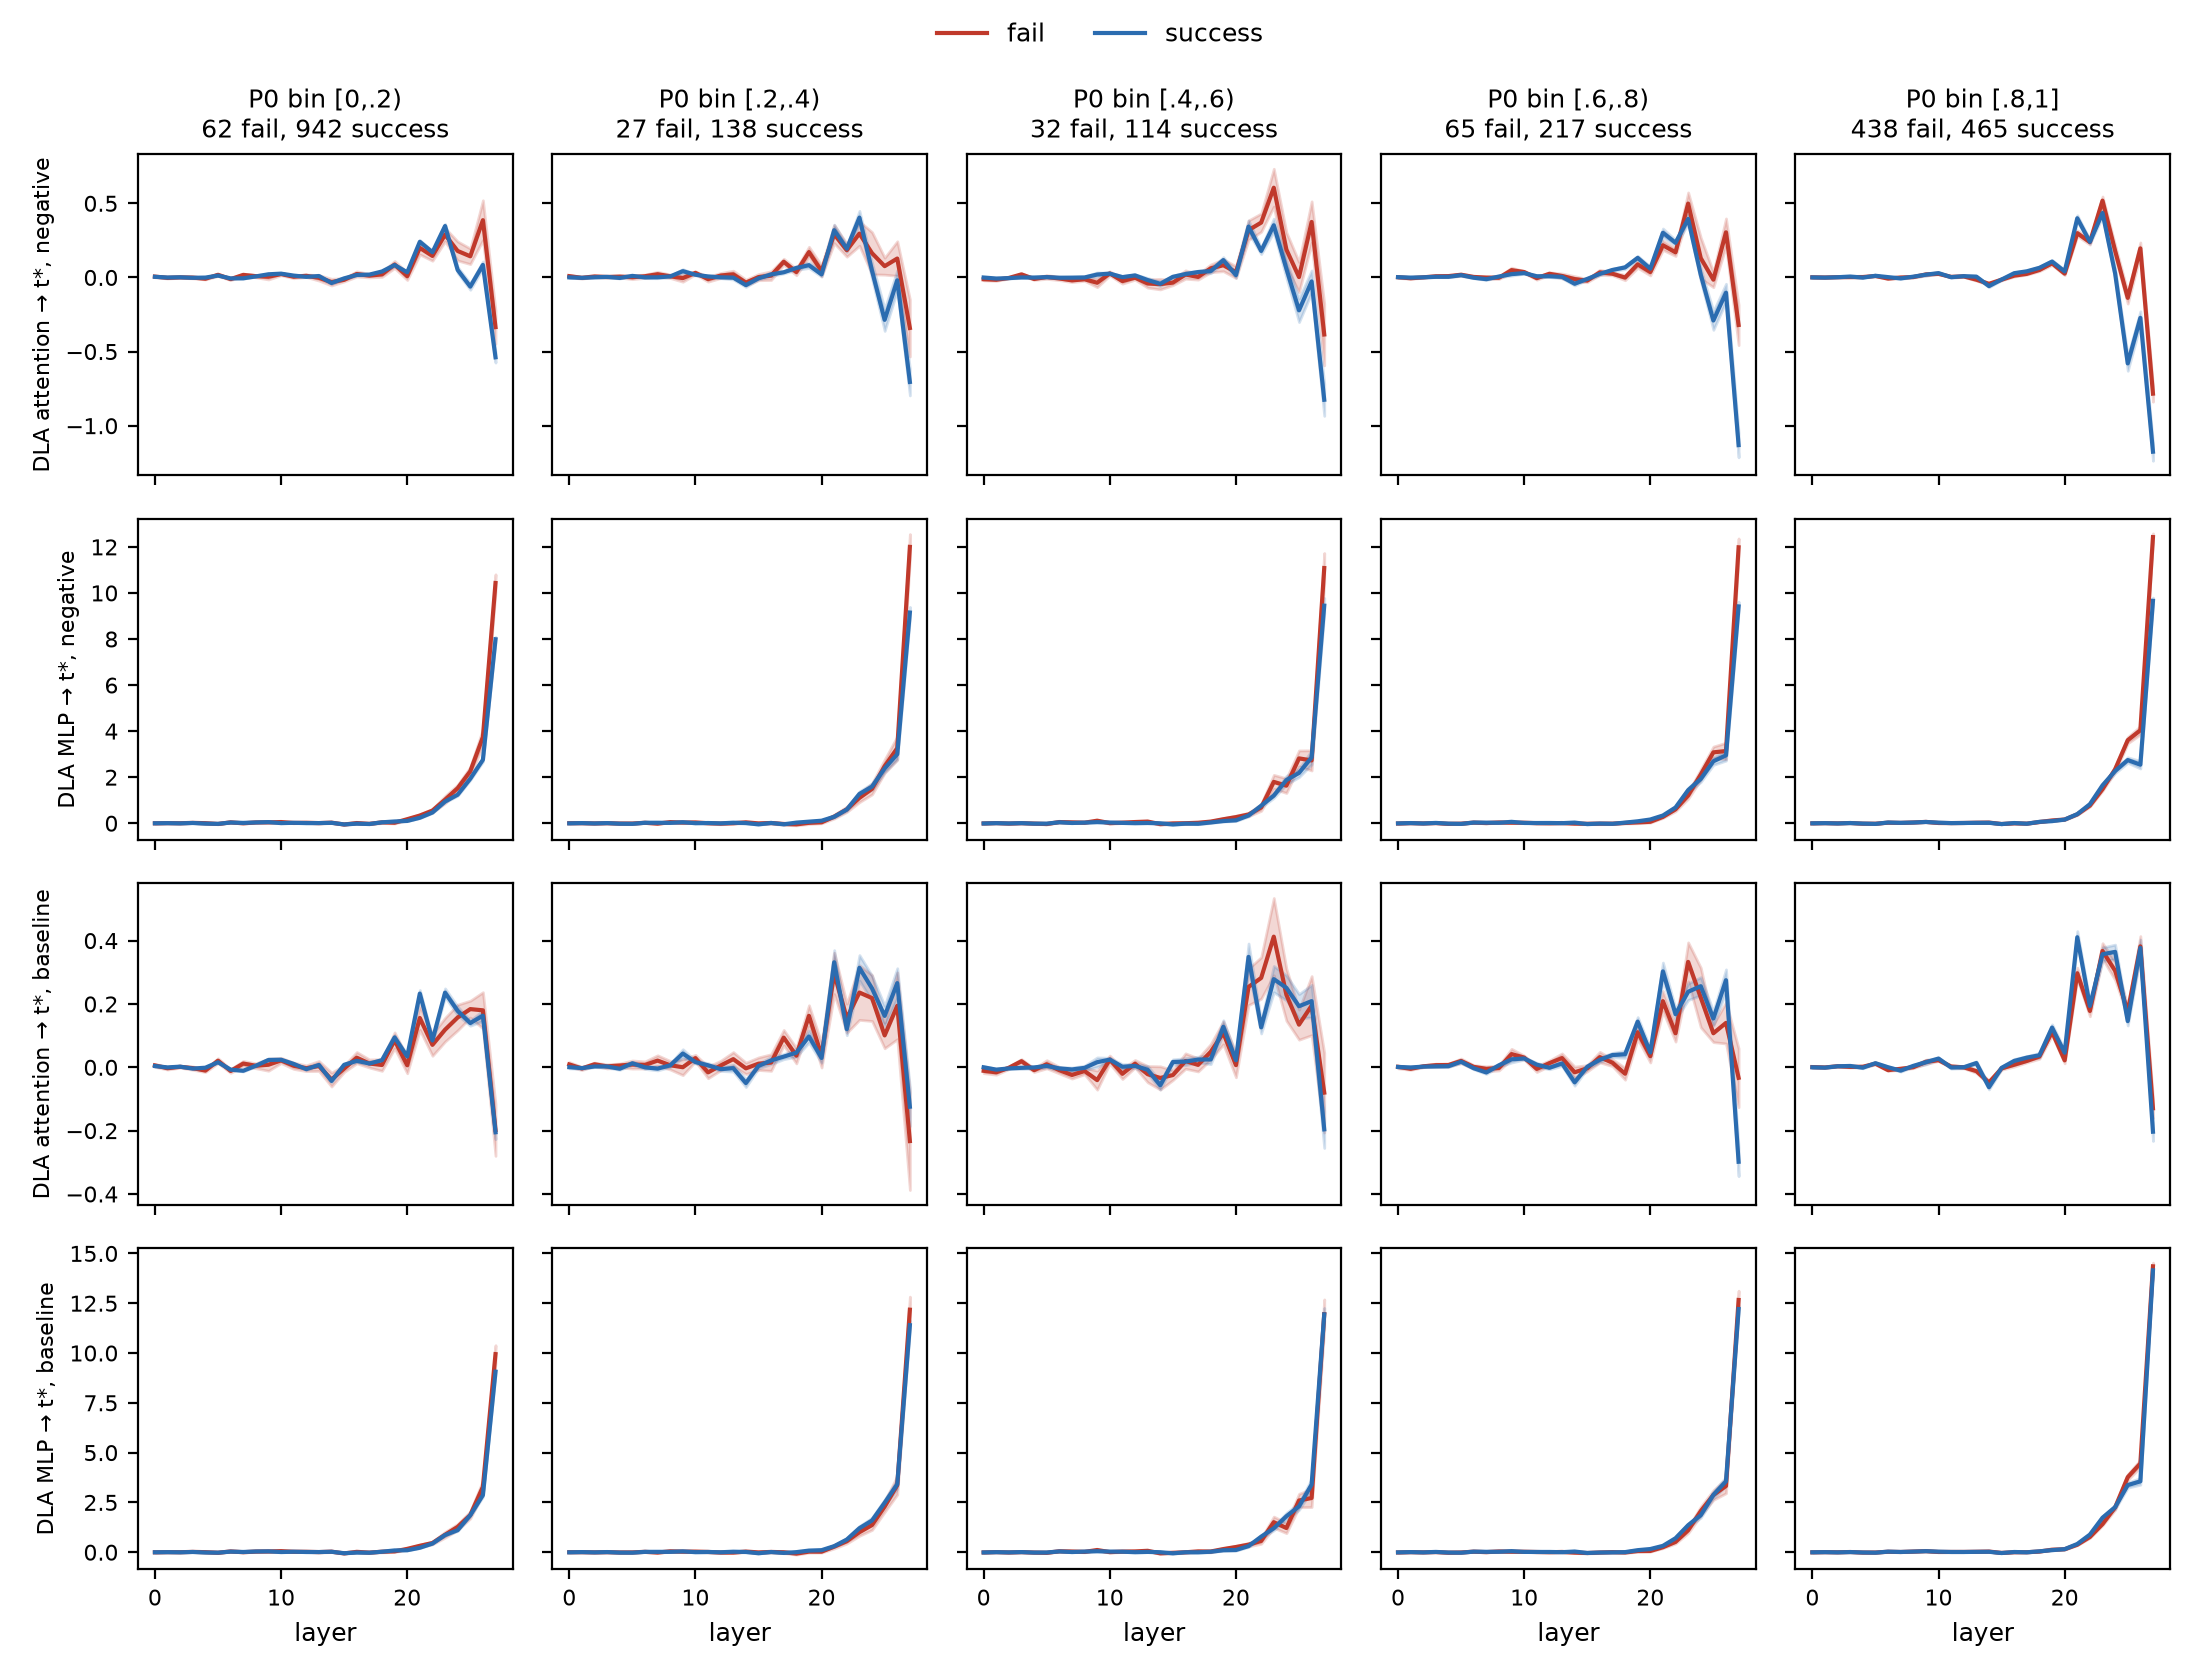 fail success
P0 bin [0,.2) P0 bin [.2,.4) P0 bin [.4,.6) P0 bin [.6,.8) P0 bin [.8,1]
62 fail, 942 success 27 fail, 138 success 32 fail, 114 success 65 fail, 217 success 438 fail, 465 success
DLA attention → t*, negative
0.5
0.0
−0.5
−1.0
DLA MLP → t*, negative
12
10
8
6
4
2
0
DLA attention → t*, baseline
0.4
0.2
0.0
−0.2
−0.4
DLA MLP → t*, baseline
15.0
12.5
10.0
7.5
5.0
2.5
0.0
0 10 20 0 10 20 0 10 20 0 10 20 0 10 20
layer layer layer layer layer